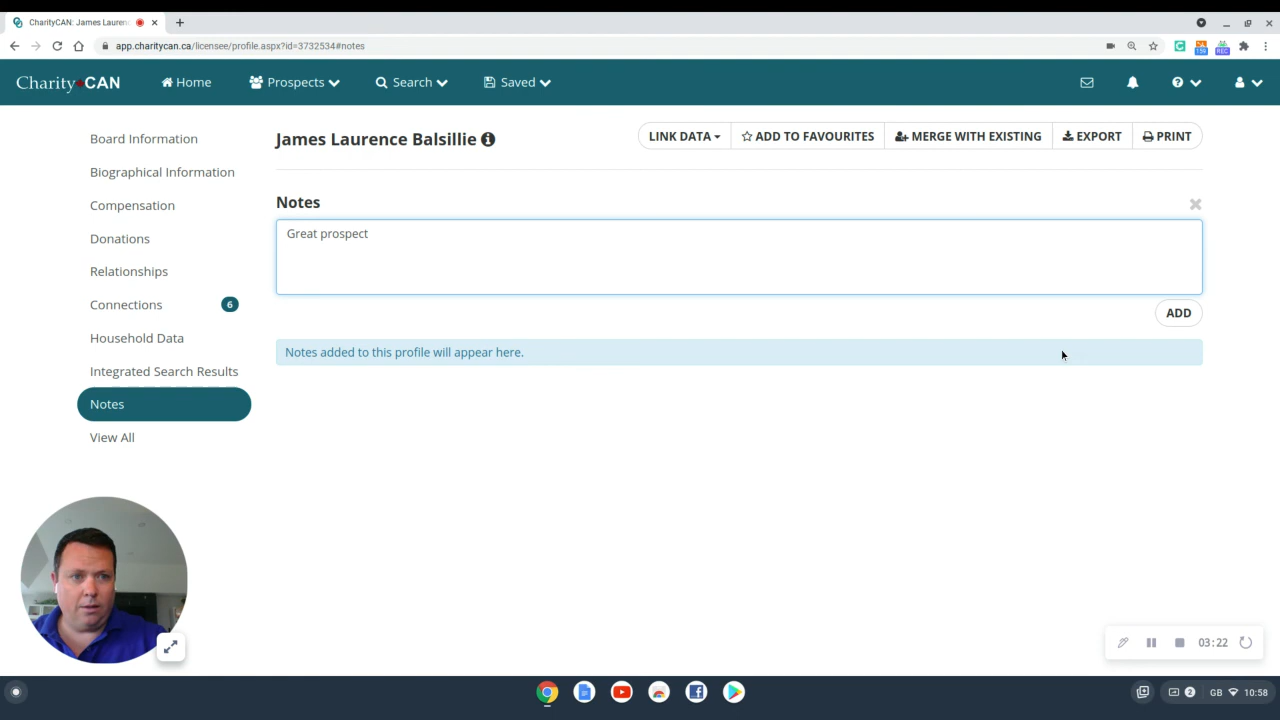 CharityCAN: James Lauren
app.charitycan.ca/licensee/profile.aspx?id=3732534#notes
159
REC
CharityCAN
Home
Prospects
Search
Saved
Board Information
Biographical Information
Compensation
Donations
Relationships
Connections 6
Household Data
Integrated Search Results
Notes
View All
James Laurence Balsillie
LINK DATA
ADD TO FAVOURITES
MERGE WITH EXISTING
EXPORT
PRINT
Notes
Great prospect
ADD
Notes added to this profile will appear here.
03:22
2
GB
10:58